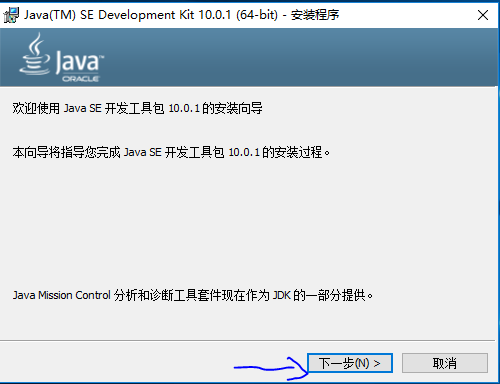 Java(TM) SE Development Kit 10.0.1 (64-bit) - 安装程序
Java™
ORACLE
欢迎使用 Java SE 开发工具包 10.0.1 的安装向导
本向导将指导您完成 Java SE 开发工具包 10.0.1 的安装过程。
Java Mission Control 分析和诊断工具套件现在作为 JDK 的一部分提供。
下一步(N) >
取消